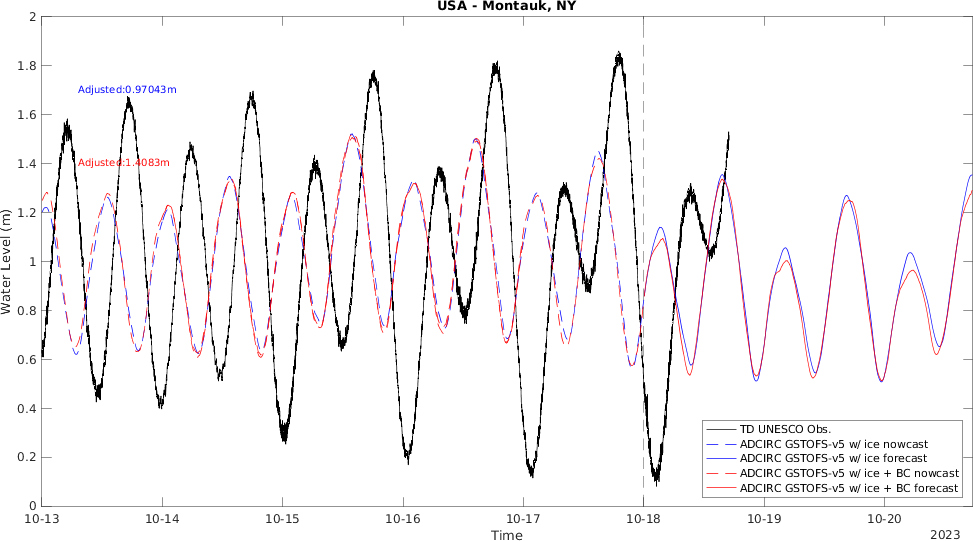 USA - Montauk, NY
2
1.8
1.6
1.4
1.2
1
0.8
0.6
0.4
0.2
0
Water Level (m)
Adjusted:0.97043m
Adjusted:1.4083m
TD UNESCO Obs.
ADCIRC GSTOFS-v5 w/ ice nowcast
ADCIRC GSTOFS-v5 w/ ice forecast
ADCIRC GSTOFS-v5 w/ ice + BC nowcast
ADCIRC GSTOFS-v5 w/ ice + BC forecast
10-13 10-14 10-15 10-16 10-17 10-18 10-19 10-20
Time
2023